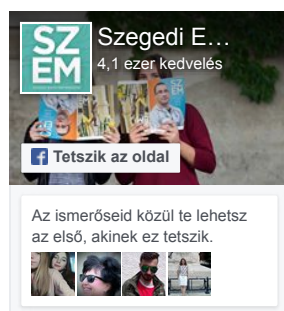 SZ
EM
Szegedi E...
4,1 ezer kedvelés
Tetszik az oldal
Az ismerőseid közül te lehetsz
az első, akinek ez tetszik.